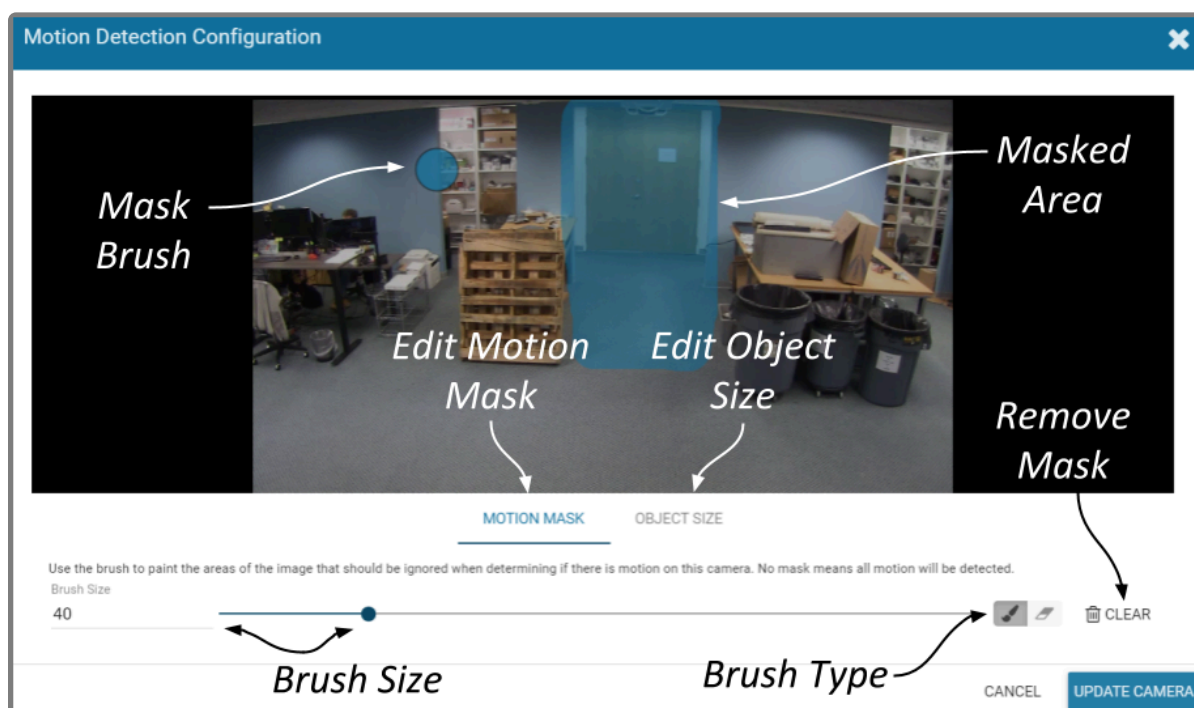 Motion Detection Configuration
Mask
Brush
Masked
Area
Edit Motion
Mask
Edit Object
Size
Remove
Mask
MOTION MASK
OBJECT SIZE
Use the brush to paint the areas of the image that should be ignored when determining if there is motion on this camera. No mask means all motion will be detected.
Brush Size
40
CLEAR
Brush Size
Brush Type
CANCEL
UPDATE CAMERA